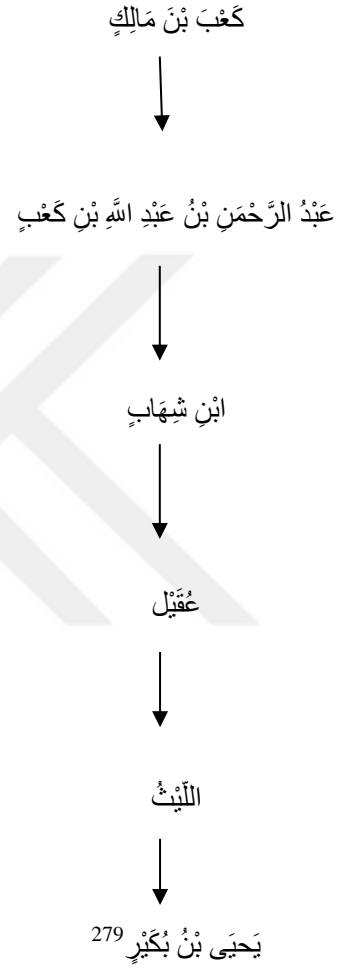 كَعْبَ بْنَ مَالِكٍ
عَبْدُ الرَّحْمَنِ بْنُ عَبْدِ اللَّهِ بْنِ كَعْبٍ
ابْنِ شِهَابٍ
عُقَيْل
اللَّيْثُ
يَحيَى بْنُ بُكَيْرٍ 279